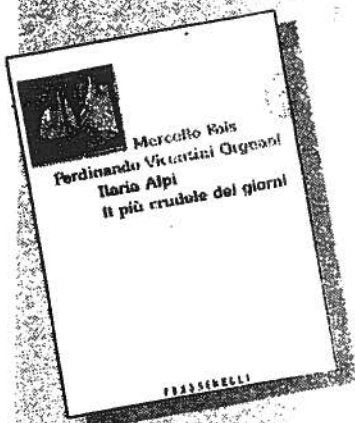 Marcello Fois
Ferdinando Vicentini Orgnani
Ilaria Alpi
Il più crudele dei giorni
FRASSINELLI